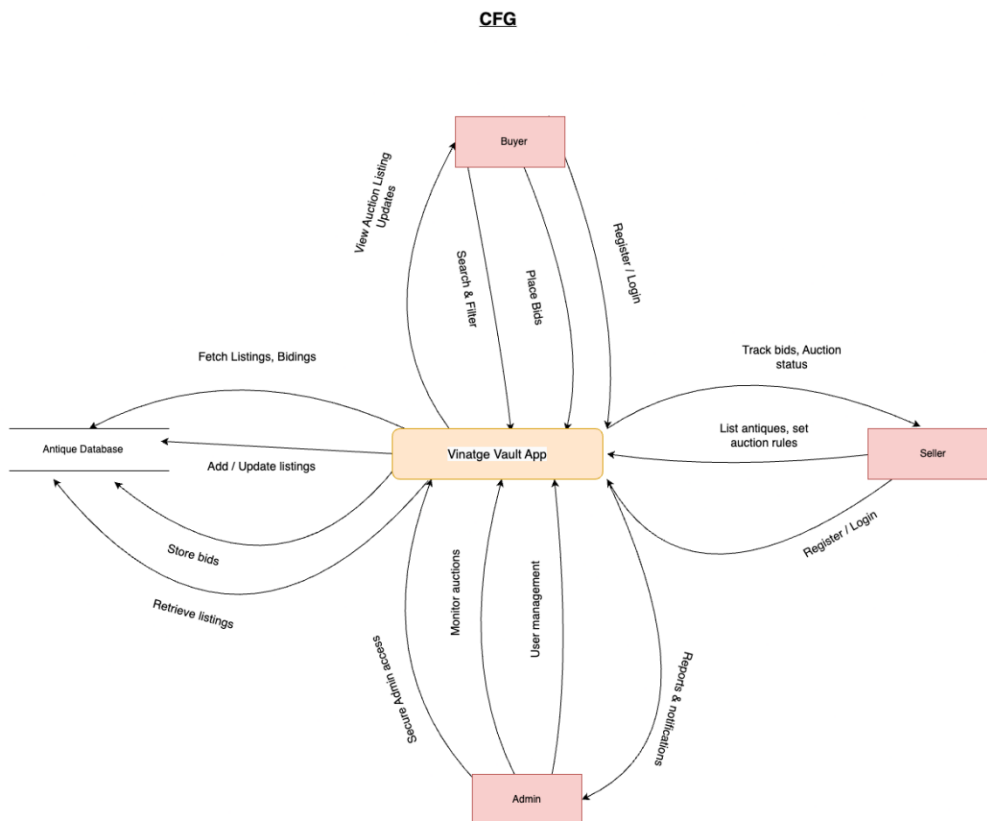 CFG
Buyer
View Auction Listing
Updates
Search & Filter
Place Bids
Register / Login
Fetch Listings, Bidings
Track bids, Auction
status
List antiques, set
auction rules
Antique Database
Vinatge Vault App
Seller
Add / Update listings
Register / Login
Store bids
Retrieve listings
Monitor auctions
User management
Secure Admin access
Reports & notifications
Admin